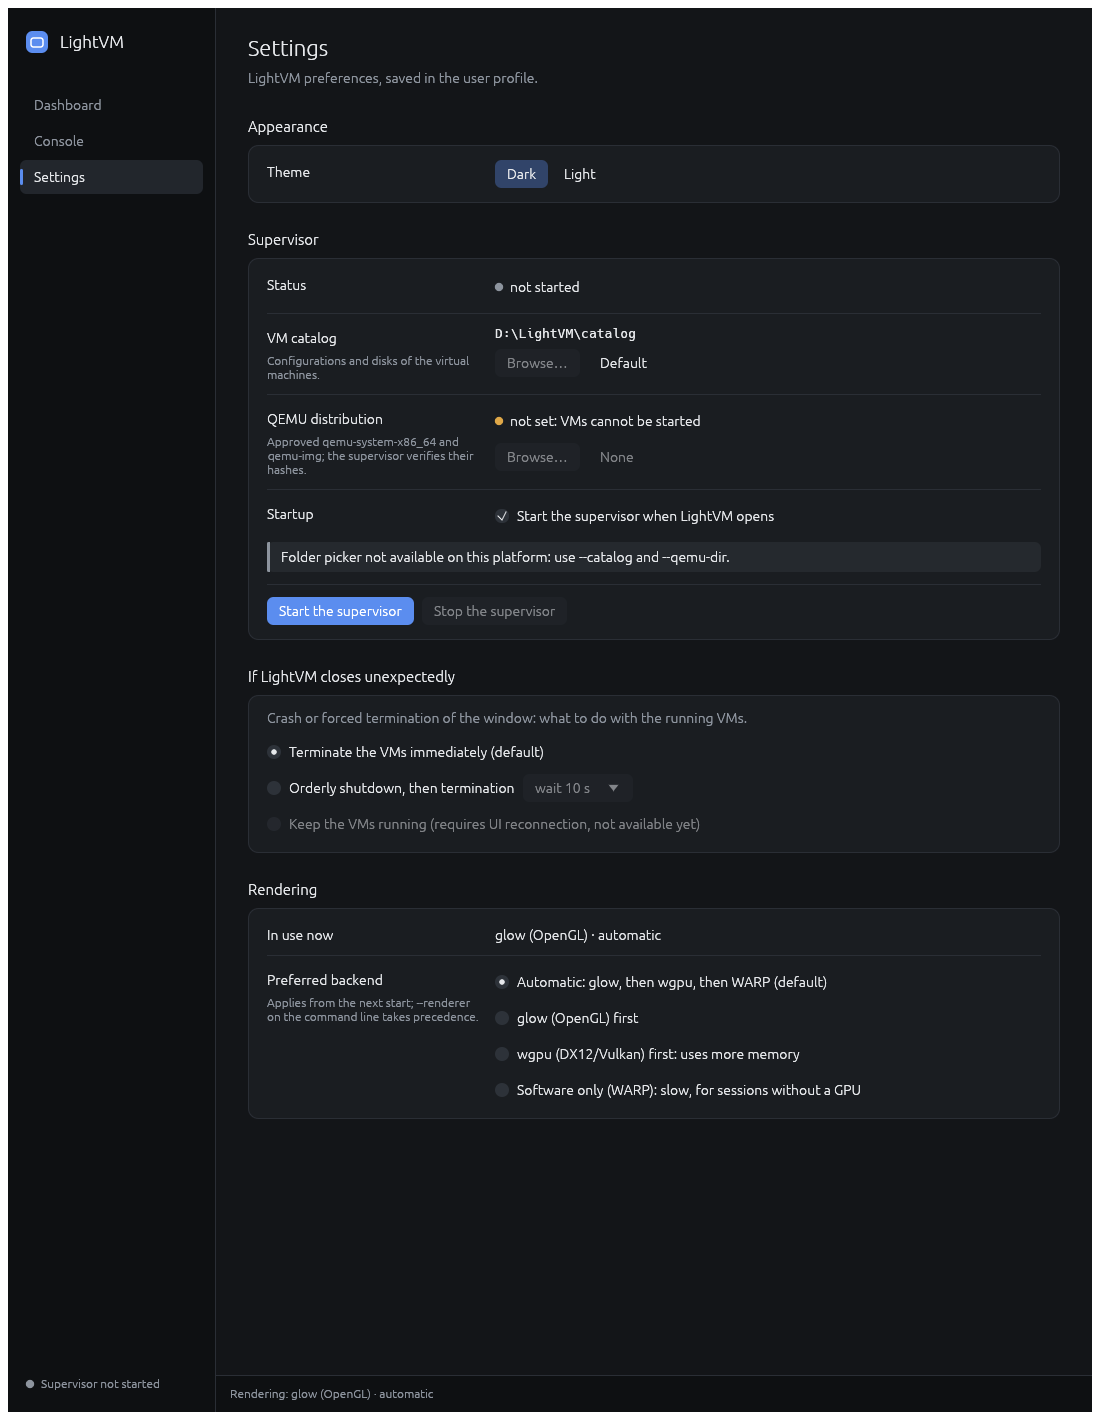 LightVM
Dashboard
Console
Settings
Settings
LightVM preferences, saved in the user profile.
Appearance
Theme
Dark
Light
Supervisor
Status
not started
VM catalog
D:\LightVM\catalog
Configurations and disks of the virtual
machines.
Browse…
Default
QEMU distribution
not set: VMs cannot be started
Approved qemu-system-x86_64 and
qemu-img; the supervisor verifies their
hashes.
Browse…
None
Startup
Start the supervisor when LightVM opens
Folder picker not available on this platform: use --catalog and --qemu-dir.
Start the supervisor
Stop the supervisor
If LightVM closes unexpectedly
Crash or forced termination of the window: what to do with the running VMs.
Terminate the VMs immediately (default)
Orderly shutdown, then termination
wait 10 s
Keep the VMs running (requires UI reconnection, not available yet)
Rendering
In use now
glow (OpenGL) · automatic
Preferred backend
Applies from the next start; --renderer
on the command line takes precedence.
Automatic: glow, then wgpu, then WARP (default)
glow (OpenGL) first
wgpu (DX12/Vulkan) first: uses more memory
Software only (WARP): slow, for sessions without a GPU
Supervisor not started
Rendering: glow (OpenGL) · automatic